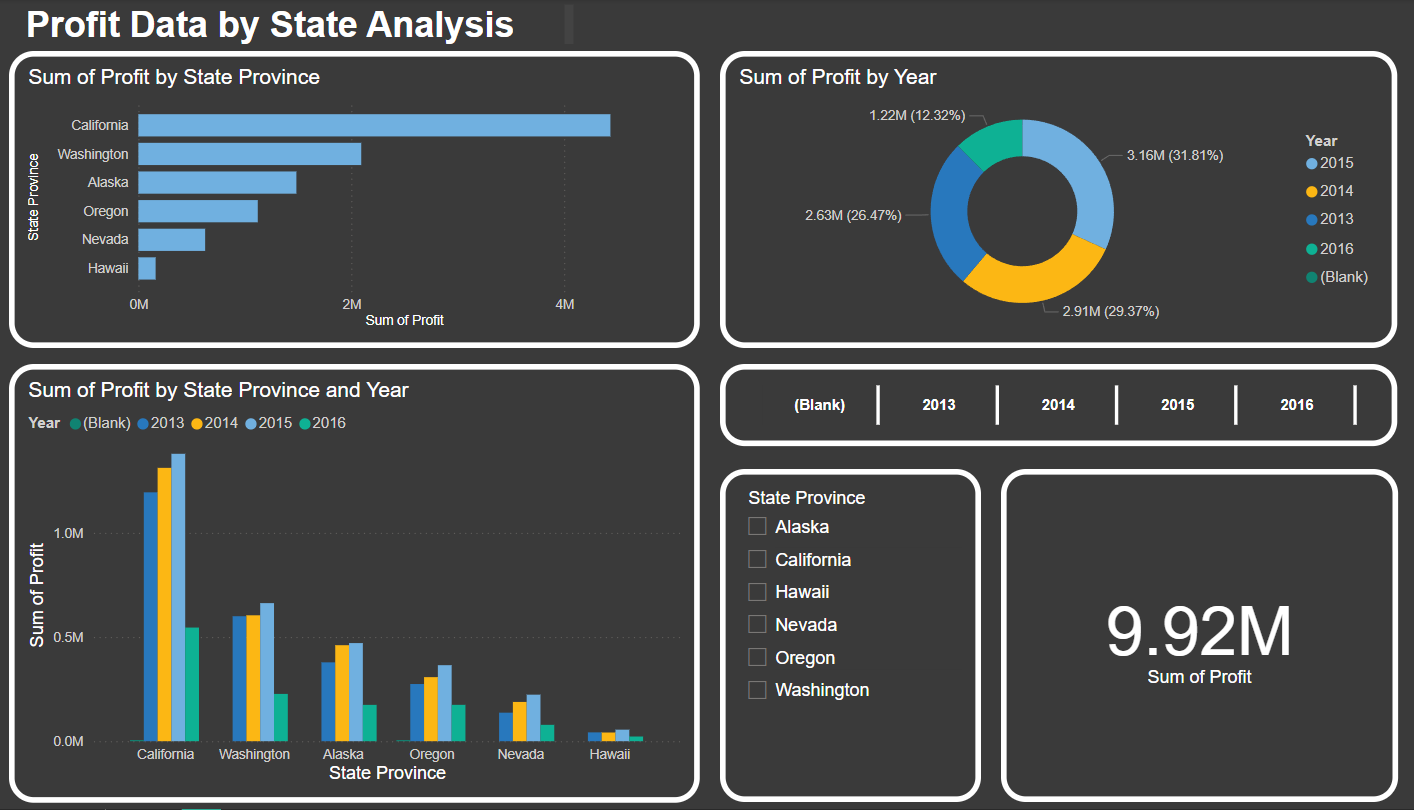 Profit Data by State Analysis
Sum of Profit by State Province
State Province
California
Washington
Alaska
Oregon
Nevada
Hawaii
0M 2M 4M
Sum of Profit
Sum of Profit by Year
1.22M (12.32%)
3.16M (31.81%)
2.63M (26.47%)
2.91M (29.37%)
Year
2015
2014
2013
2016
(Blank)
Sum of Profit by State Province and Year
Year (Blank) 2013 2014 2015 2016
Sum of Profit
1.0M
0.5M
0.0M
California Washington Alaska Oregon Nevada Hawaii
State Province
(Blank) 2013 2014 2015 2016
State Province
Alaska
California
Hawaii
Nevada
Oregon
Washington
9.92M
Sum of Profit